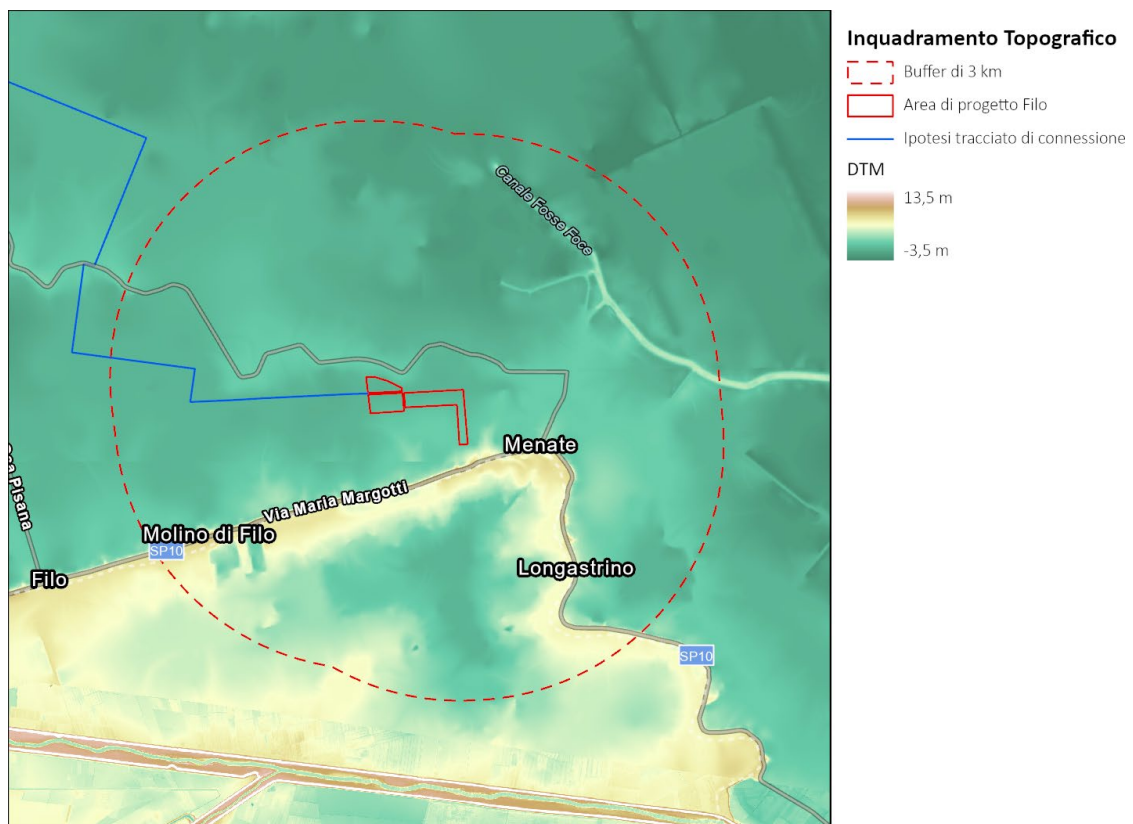 Inquadramento Topografico
Buffer di 3 km
Area di progetto Filo
Ipotesi tracciato di connessione
DTM
13,5 m
-3,5 m
Canale Fosse Foce
Menate
Via Maria Margotti
Molino di Filo
SP10
Pisana
Filo
Longastrino
SP10